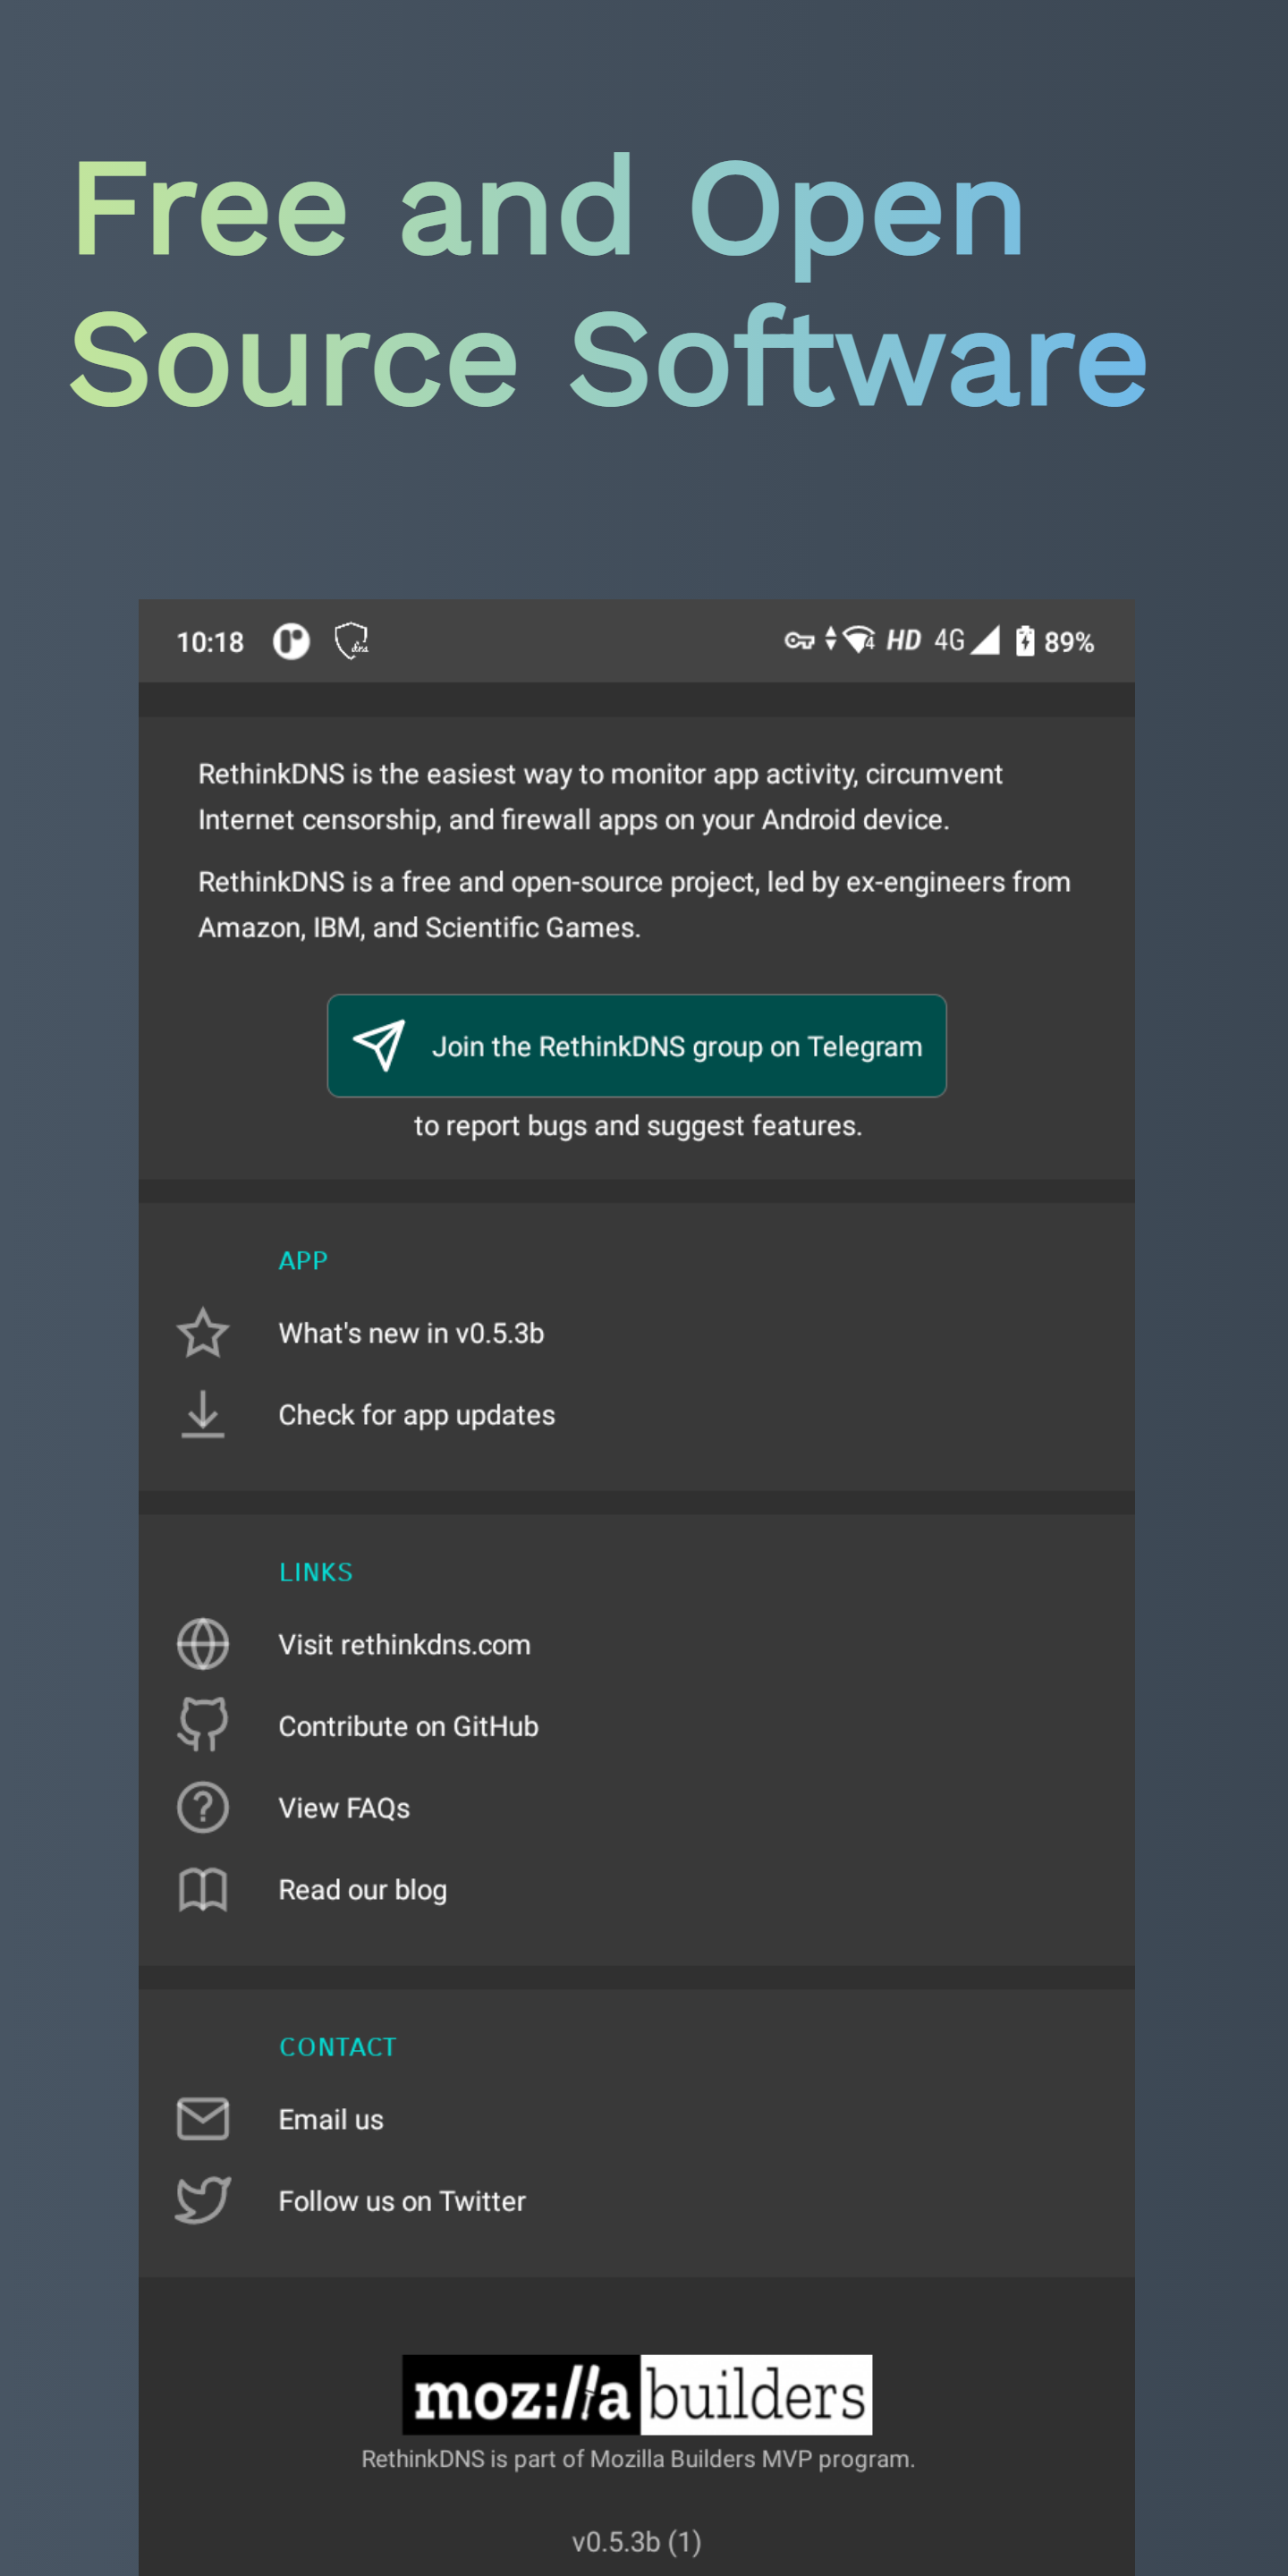 Free and Open
Source Software
10:18
dns
4
HD 4G 89%
RethinkDNS is the easiest way to monitor app activity, circumvent
Internet censorship, and firewall apps on your Android device.
RethinkDNS is a free and open-source project, led by ex-engineers from
Amazon, IBM, and Scientific Games.
Join the RethinkDNS group on Telegram
to report bugs and suggest features.
APP
What's new in v0.5.3b
Check for app updates
LINKS
Visit rethinkdns.com
Contribute on GitHub
View FAQs
Read our blog
CONTACT
Email us
Follow us on Twitter
moz://a builders
RethinkDNS is part of Mozilla Builders MVP program.
v0.5.3b (1)